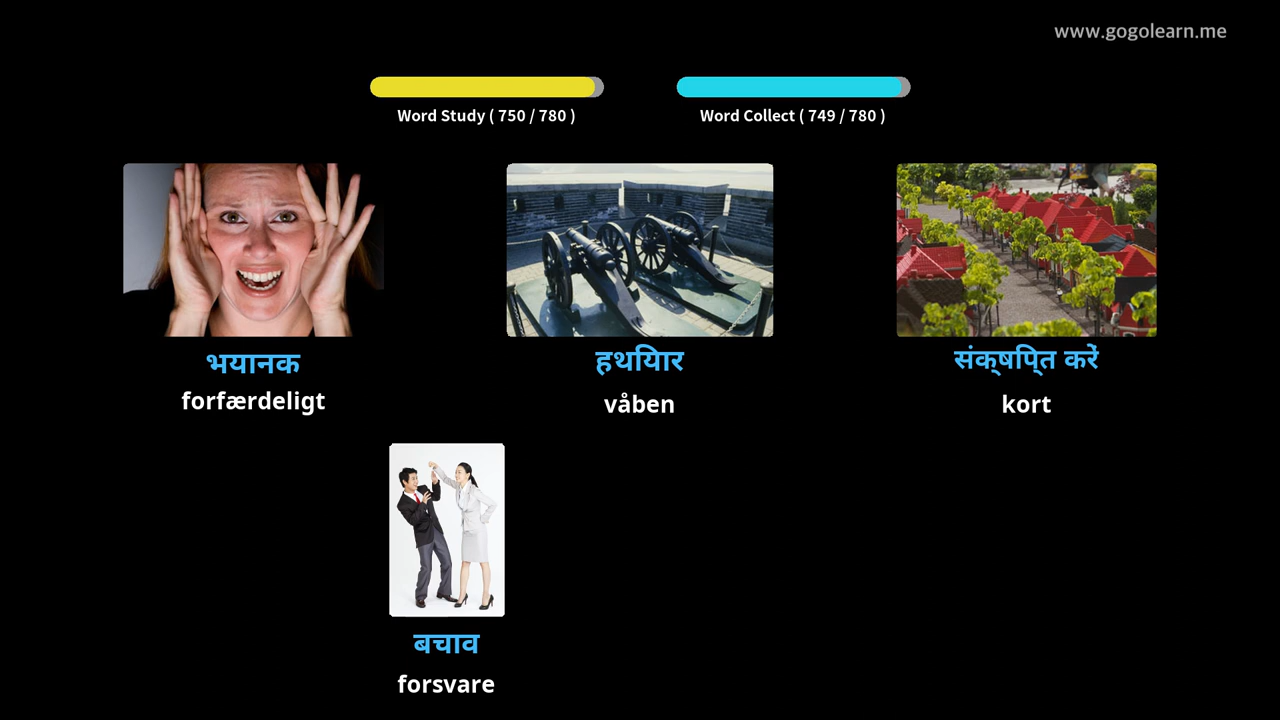 www.gogolearn.me
Word Study ( 750 / 780 )
Word Collect ( 749 / 780 )
भयानक
हथियार
संक्षिप्त करें
forfærdeligt
våben
kort
बचाव
forsvare